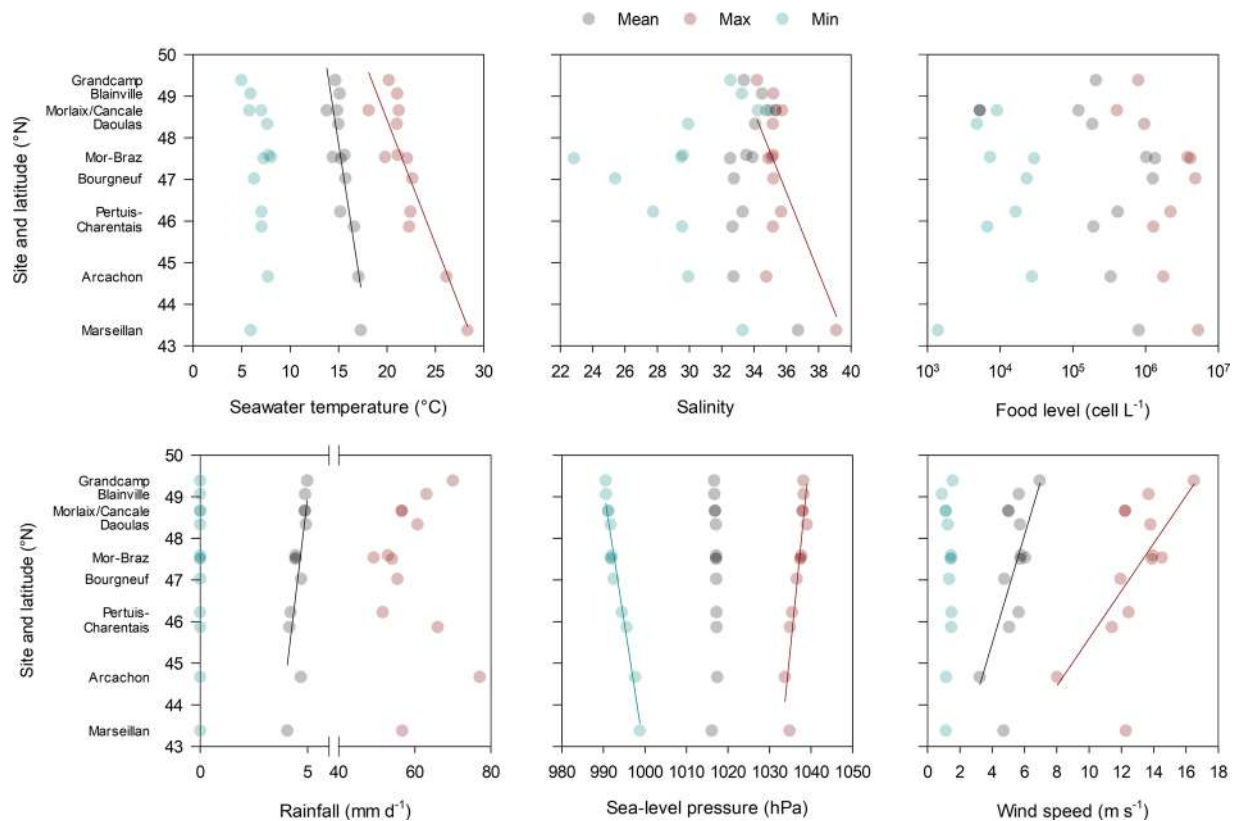 Mean Max Min
50
49
48
47
46
45
44
43
Site and latitude (°N)
Grandcamp
Blainville
Morlaix/Cancale
Daoulas
Mor-Braz
Bourgneuf
Pertuis-
Charentais
Arcachon
Marseillan
0 5 10 15 20 25 30
Seawater temperature (°C)
22 24 26 28 30 32 34 36 38 40
Salinity
10³ 10⁴ 10⁵ 10⁶ 10⁷
Food level (cell L⁻¹)
50
49
48
47
46
45
44
43
Site and latitude (°N)
Grandcamp
Blainville
Morlaix/Cancale
Daoulas
Mor-Braz
Bourgneuf
Pertuis-
Charentais
Arcachon
Marseillan
0 5 40 60 80
Rainfall (mm d⁻¹)
980 990 1000 1010 1020 1030 1040 1050
Sea-level pressure (hPa)
0 2 4 6 8 10 12 14 16 18
Wind speed (m s⁻¹)